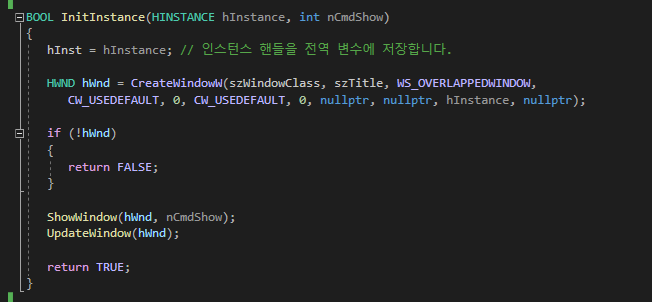 BOOL InitInstance(HINSTANCE hInstance, int nCmdShow)
{
hInst = hInstance; // 인스턴스 핸들을 전역 변수에 저장합니다.
HWND hWnd = CreateWindowW(szWindowClass, szTitle, WS_OVERLAPPEDWINDOW,
CW_USEDEFAULT, 0, CW_USEDEFAULT, 0, nullptr, nullptr, hInstance, nullptr);
if (!hWnd)
{
return FALSE;
}
ShowWindow(hWnd, nCmdShow);
UpdateWindow(hWnd);
return TRUE;
}